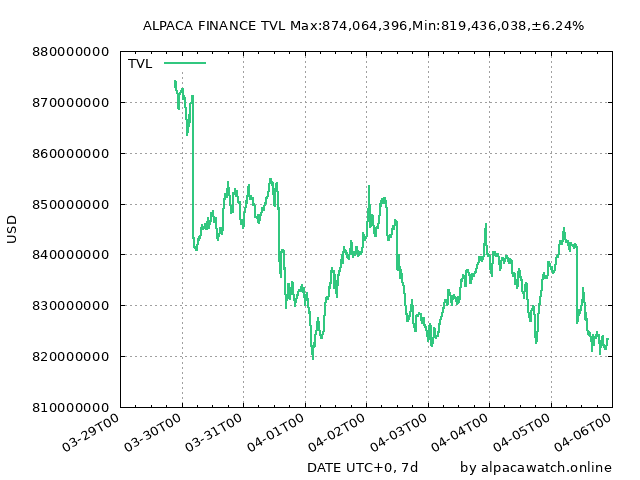 ALPACA FINANCE TVL Max:874,064,396,Min:819,436,038,±6.24%
TVL
USD
880000000
870000000
860000000
850000000
840000000
830000000
820000000
810000000
03-29T00
03-30T00
03-31T00
04-01T00
04-02T00
04-03T00
04-04T00
04-05T00
04-06T00
DATE UTC+0, 7d
by alpacawatch.online